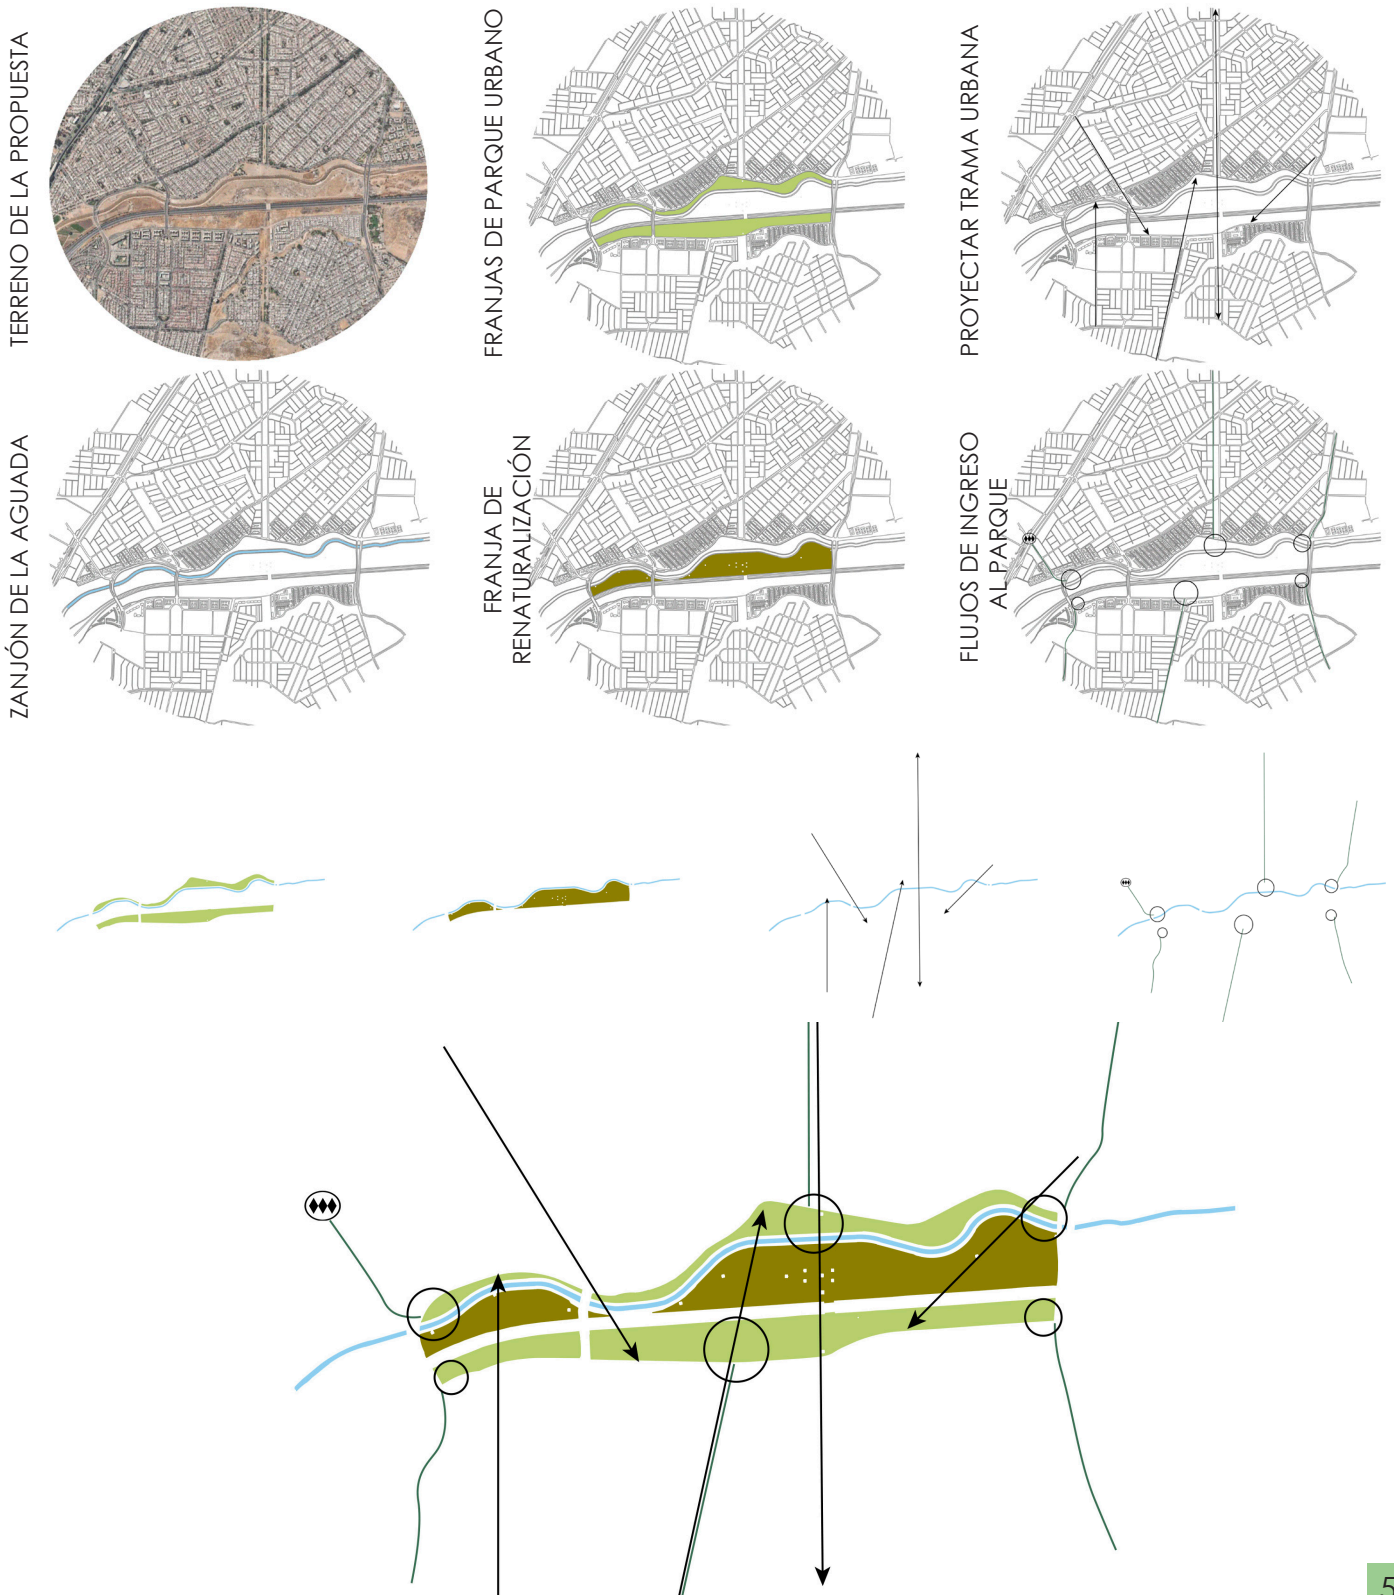 TERRENO DE LA PROPUESTA
FRANJAS DE PARQUE URBANO
PROYECTAR TRAMA URBANA
ZANJÓN DE LA AGUADA
FRANJA DE
RENATURALIZACIÓN
FLUJOS DE INGRESO
AL PARQUE
5